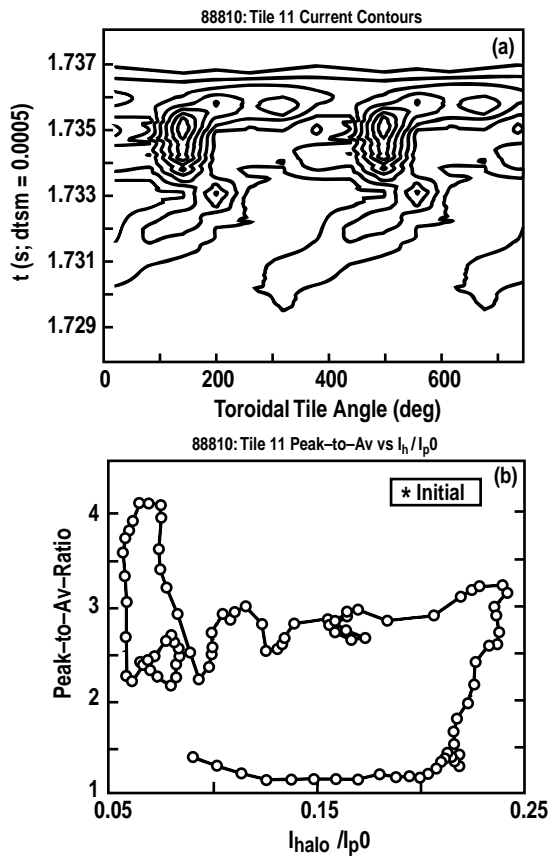 88810: Tile 11 Current Contours
(a)
1.737
1.735
1.733
1.731
1.729
t (s; dtsm = 0.0005)
0 200 400 600
Toroidal Tile Angle (deg)
88810: Tile 11 Peak–to–Av vs Ih / Ip0
(b)
* Initial
4
3
2
1
Peak–to–Av–Ratio
0.05 0.15 0.25
Ihalo /Ip0